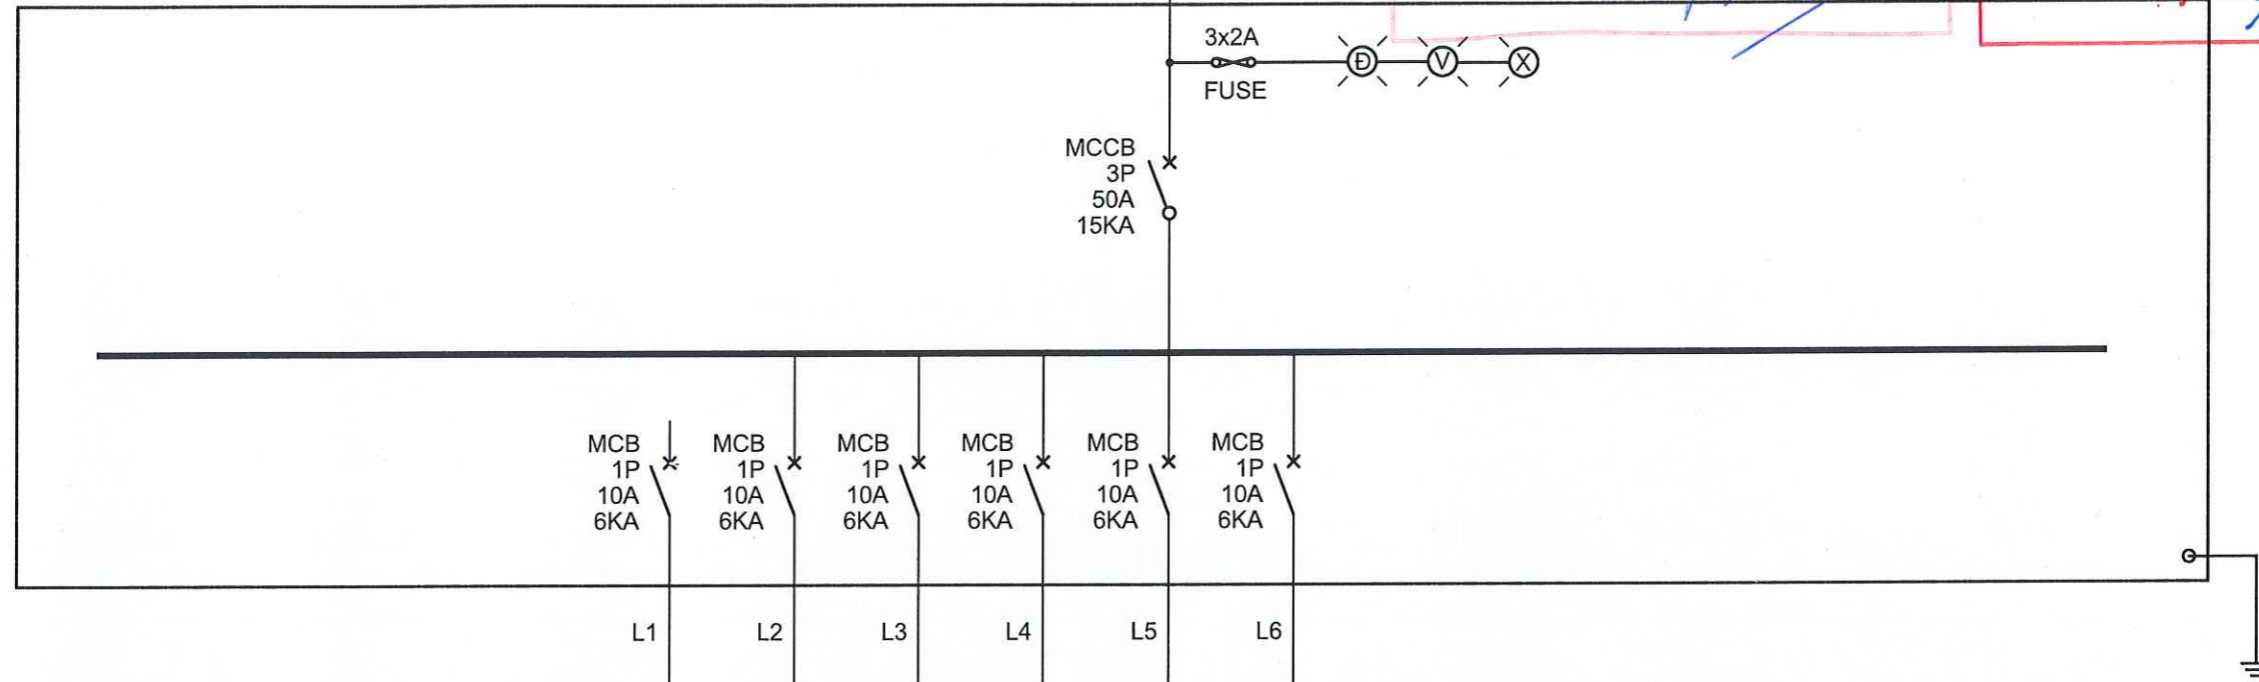 3x2A
FUSE
Đ V X
MCCB
3P
50A
15KA
MCB
1P
10A
6KA
MCB
1P
10A
6KA
MCB
1P
10A
6KA
MCB
1P
10A
6KA
MCB
1P
10A
6KA
MCB
1P
10A
6KA
L1 L2 L3 L4 L5 L6